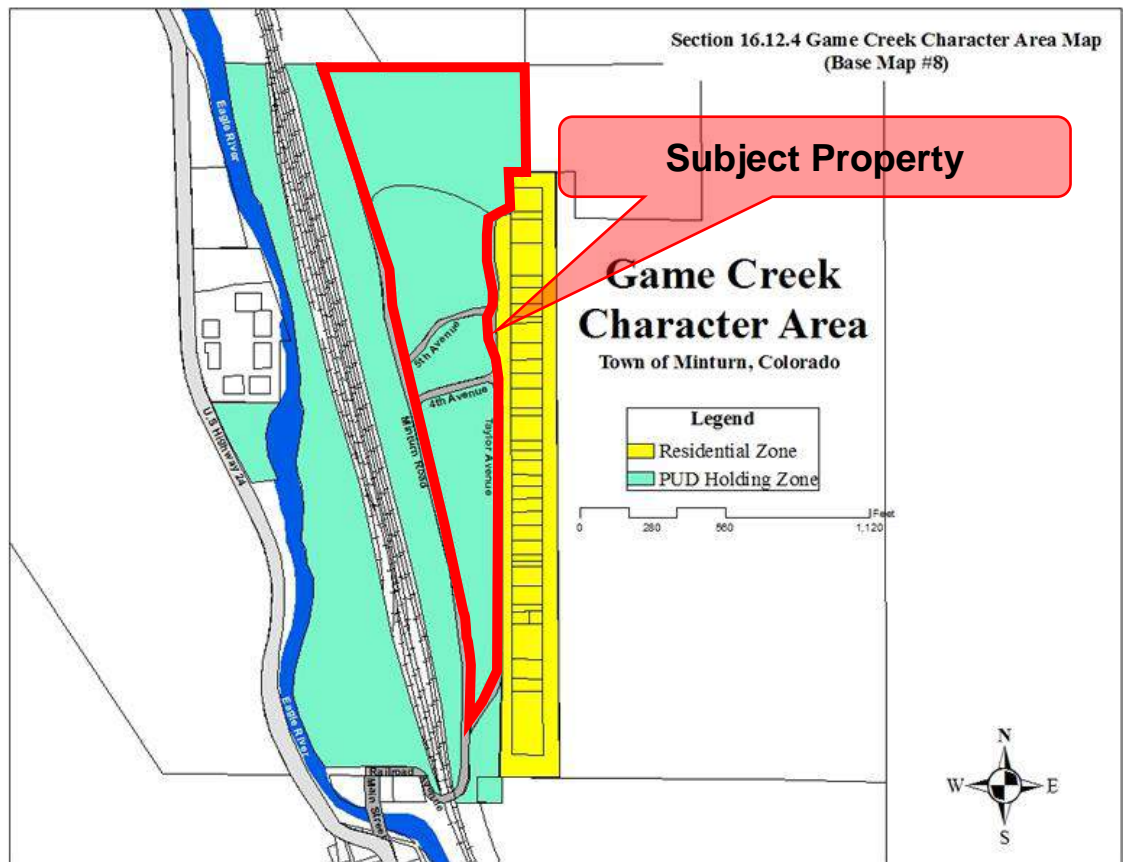 Section 16.12.4 Game Creek Character Area Map
(Base Map #8)
Subject Property
Game Creek
Character Area
Town of Minturn, Colorado
Legend
Residential Zone
PUD Holding Zone
Feet
0 280 560 1,120
Eagle River
5th Avenue
4th Avenue
Minturn Road
Taylor Avenue
U.S Highway 24
Eagle River
Railroad Avenue
Main Street
N
W E
S